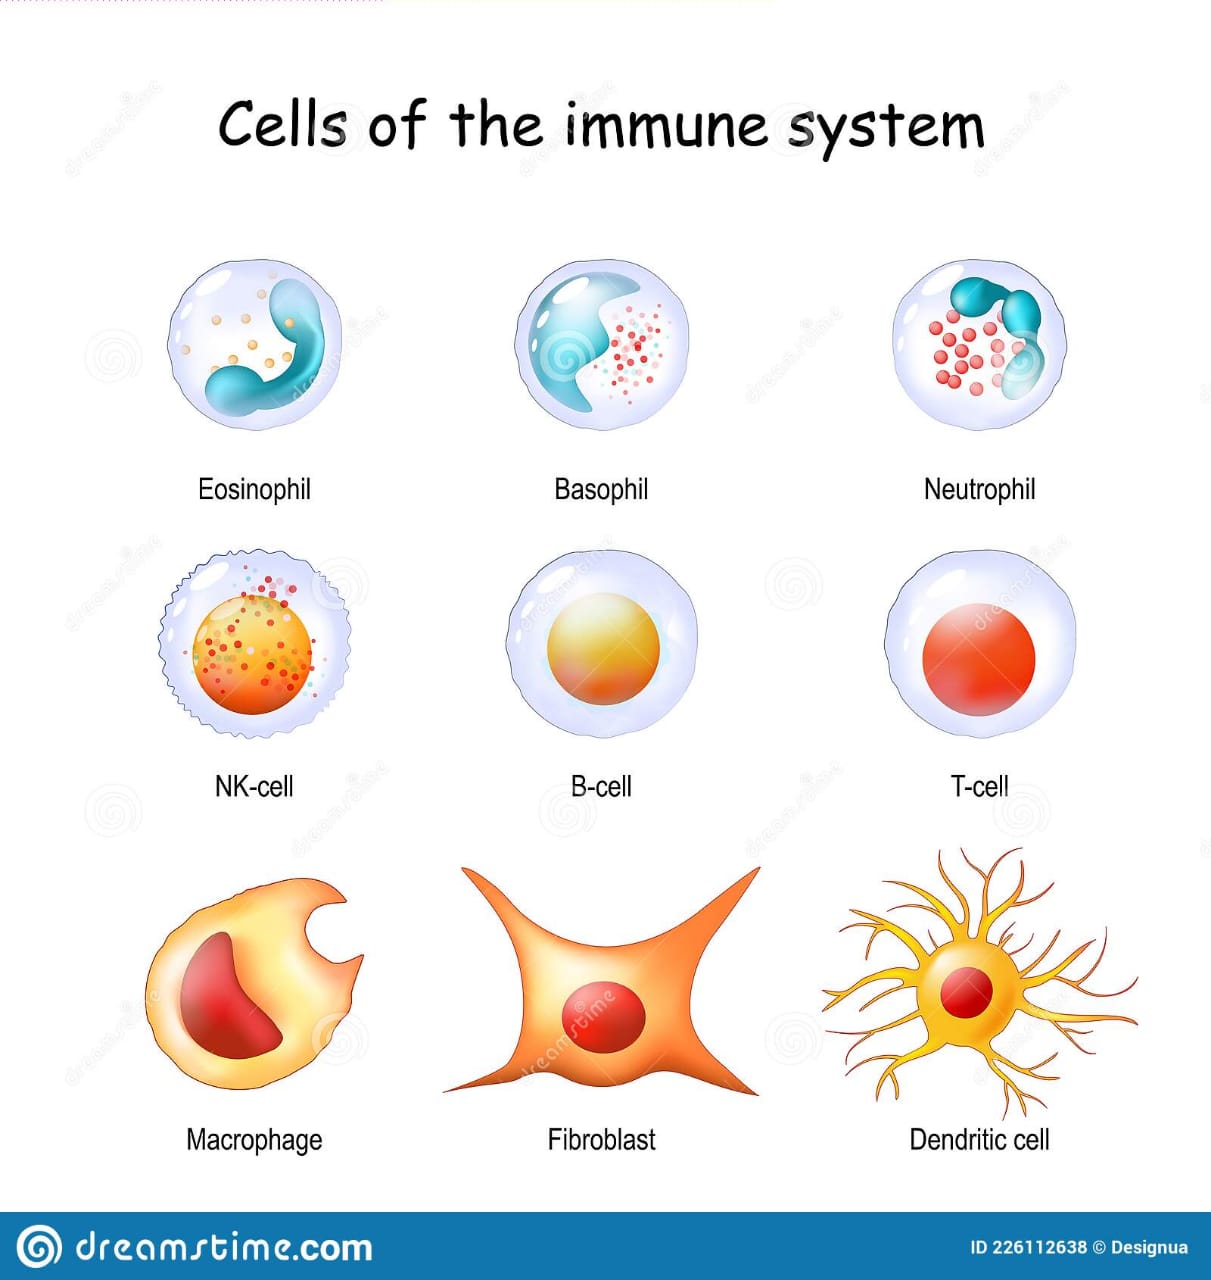 Cells of the immune system
Eosinophil
Basophil
Neutrophil
NK-cell
B-cell
T-cell
Macrophage
Fibroblast
Dendritic cell
dreamstime.com
ID 226112638 © Designua